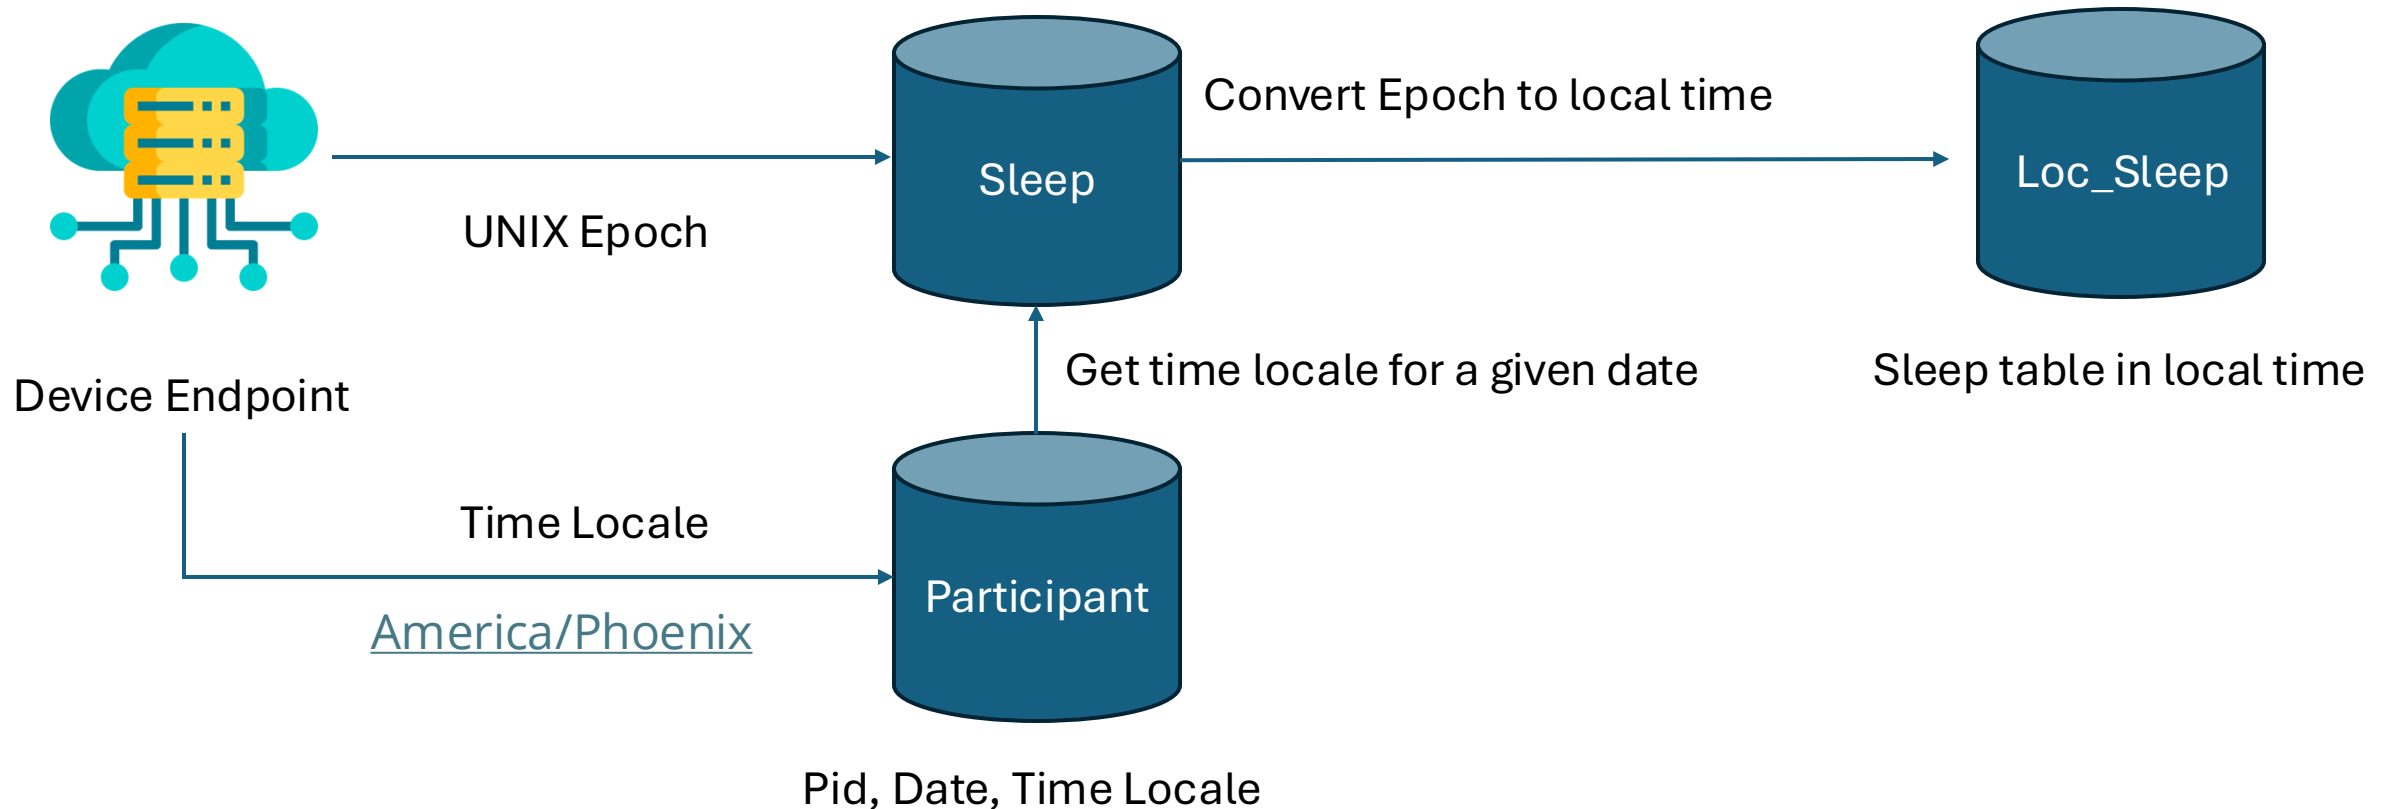 Convert Epoch to local time
Sleep
Loc_Sleep
UNIX Epoch
Get time locale for a given date
Sleep table in local time
Device Endpoint
Time Locale
Participant
America/Phoenix
Pid, Date, Time Locale